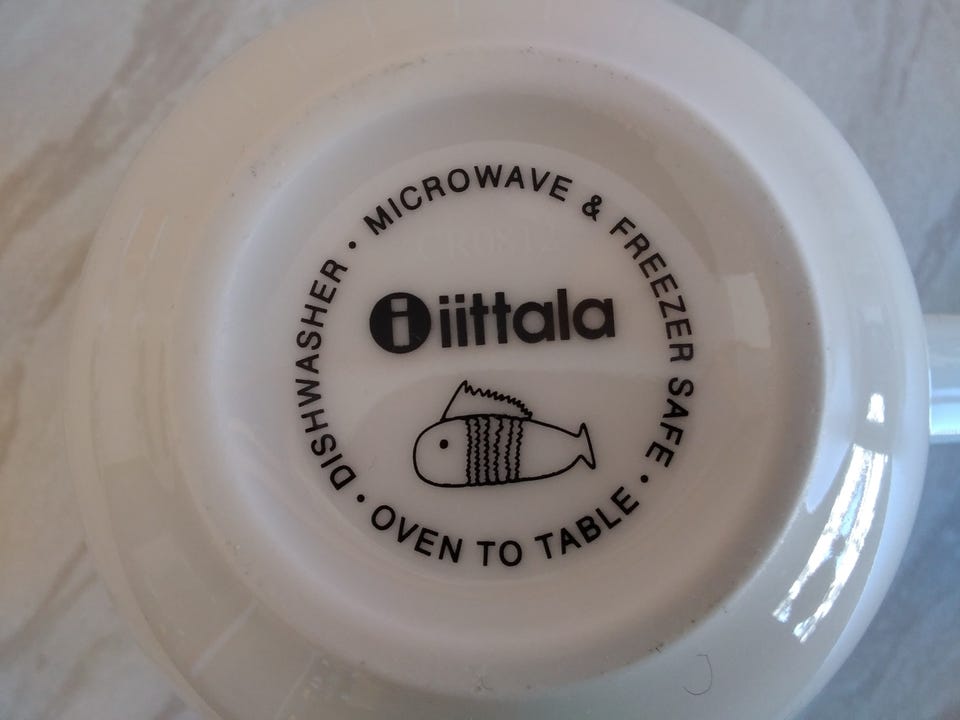 DISHWASHER • MICROWAVE & FREEZER SAFE • OVEN TO TABLE •
i iittala